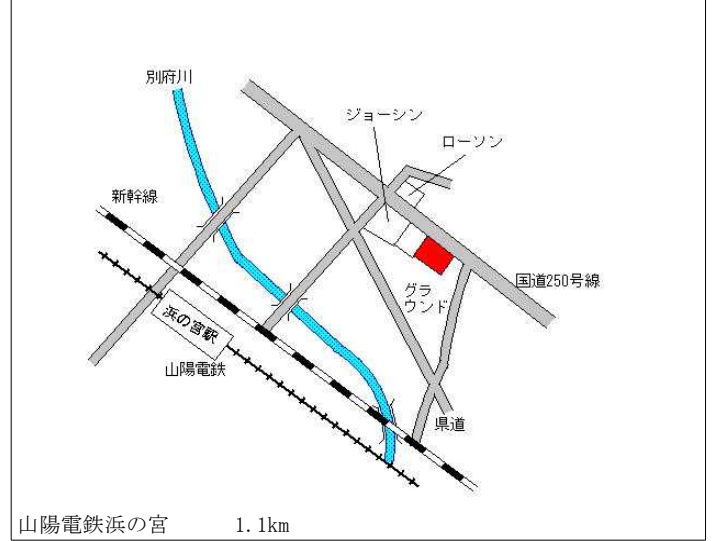 別府川
ジョーシン
ローソン
新幹線
国道250号線
グラ
ウンド
浜の宮駅
山陽電鉄
県道
山陽電鉄浜の宮 1.1km